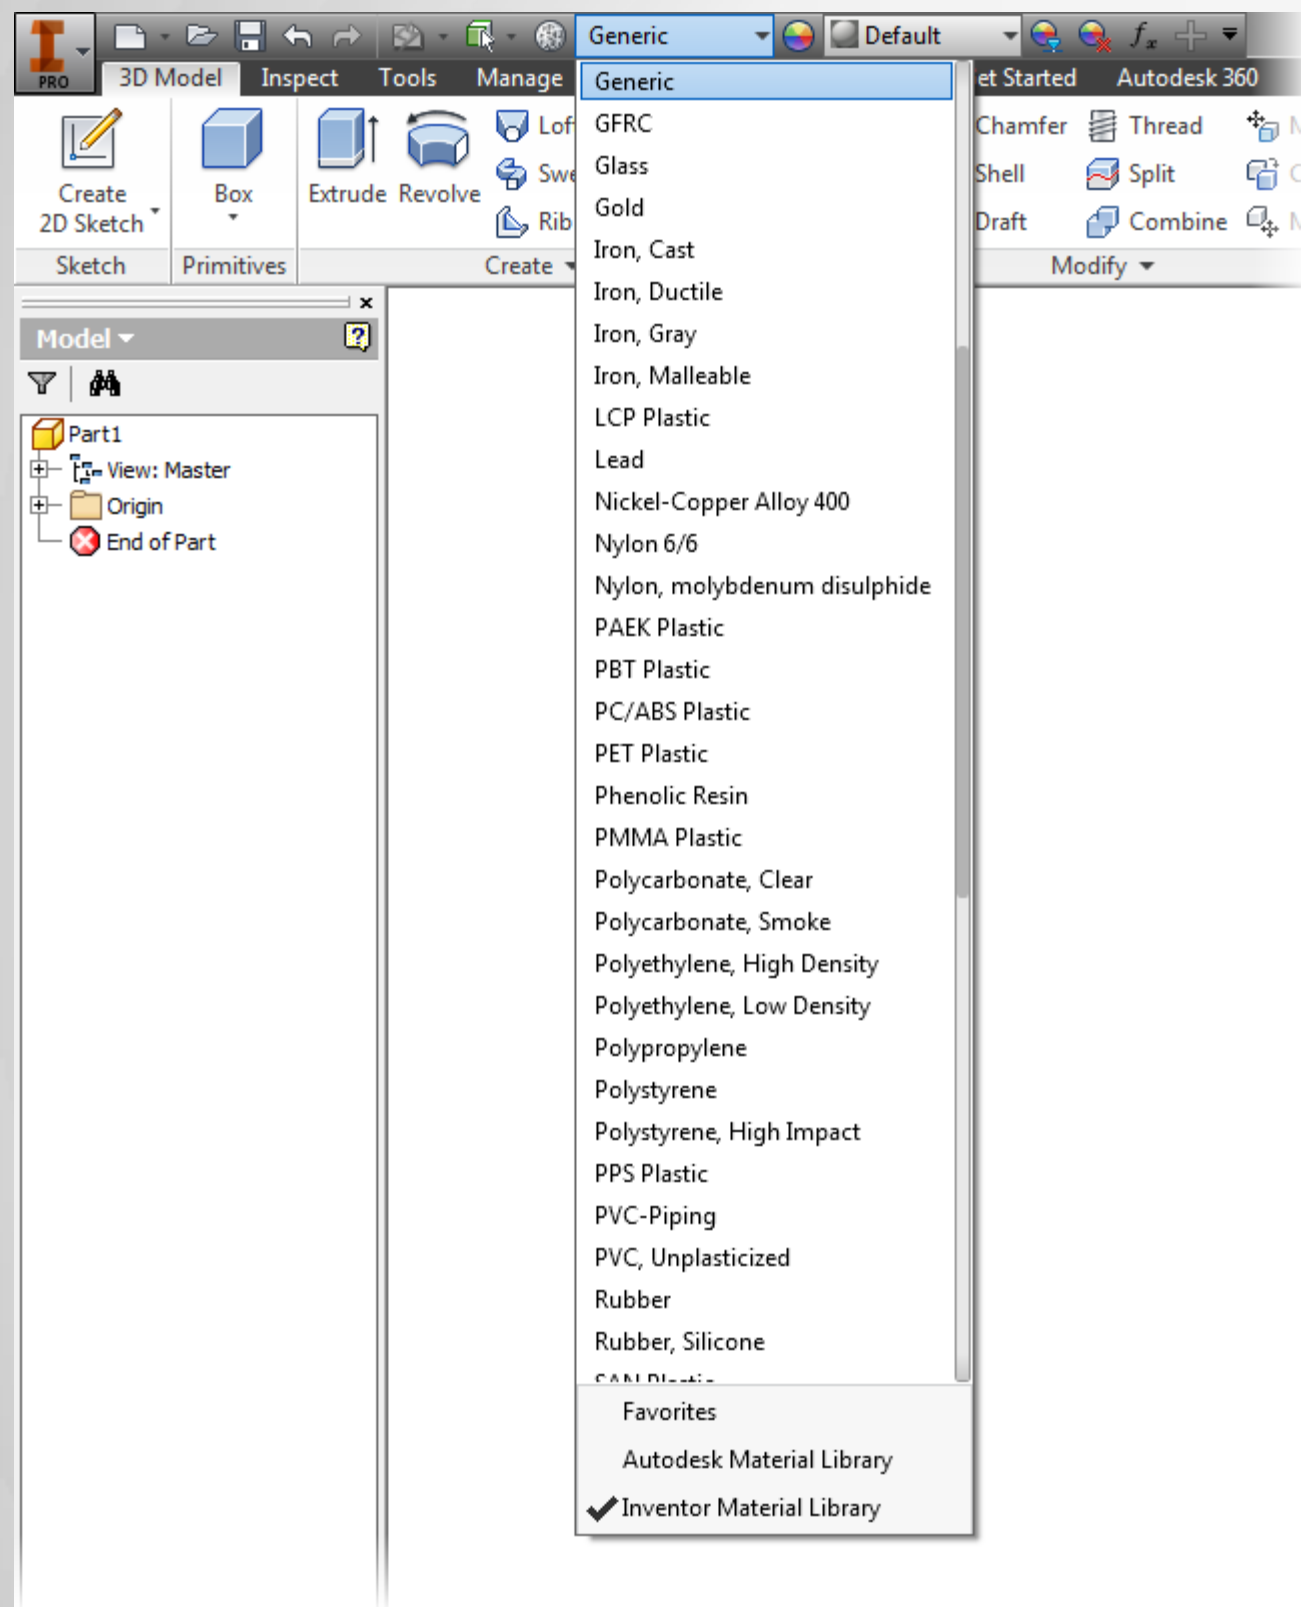 Generic
Default
fx
PRO
3D Model
Inspect
Tools
Manage
et Started
Autodesk 360
Create
2D Sketch
Box
Extrude
Revolve
Lof
Swe
Rib
Chamfer
Shell
Draft
Thread
Split
Combine
Sketch
Primitives
Create
Modify
Model
Part1
View: Master
Origin
End of Part
Generic
GFRC
Glass
Gold
Iron, Cast
Iron, Ductile
Iron, Gray
Iron, Malleable
LCP Plastic
Lead
Nickel-Copper Alloy 400
Nylon 6/6
Nylon, molybdenum disulphide
PAEK Plastic
PBT Plastic
PC/ABS Plastic
PET Plastic
Phenolic Resin
PMMA Plastic
Polycarbonate, Clear
Polycarbonate, Smoke
Polyethylene, High Density
Polyethylene, Low Density
Polypropylene
Polystyrene
Polystyrene, High Impact
PPS Plastic
PVC-Piping
PVC, Unplasticized
Rubber
Rubber, Silicone
SAN Plastic
Favorites
Autodesk Material Library
Inventor Material Library